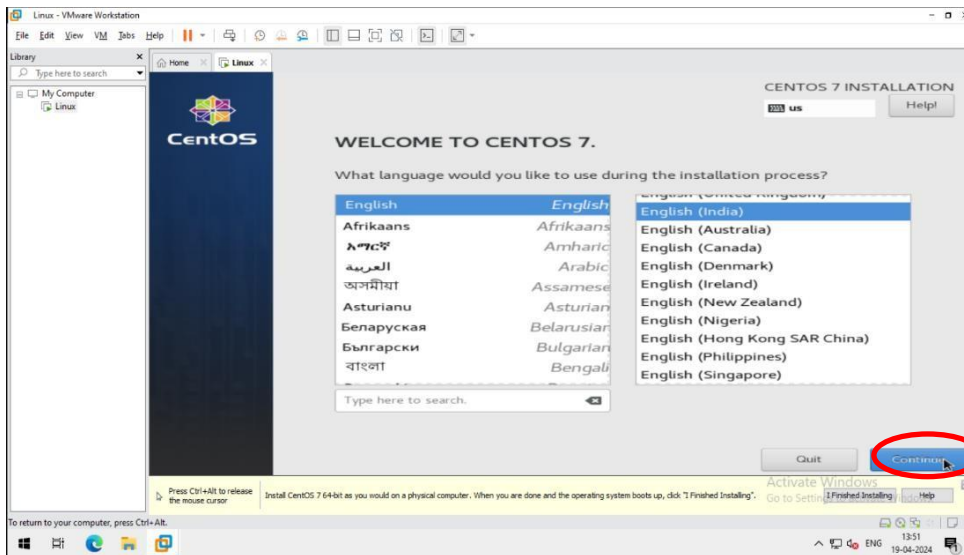 Linux - VMware Workstation
File Edit View VM Tabs Help
Library
Type here to search
My Computer
Linux
Home
Linux
CentOS
CENTOS 7 INSTALLATION
us
Help!
WELCOME TO CENTOS 7.
What language would you like to use during the installation process?
English English
Afrikaans Afrikaans
አማርኛ Amharic
العربية Arabic
অসমীয়া Assamese
Asturianu Asturian
Беларуская Belarusian
Български Bulgarian
বাংলা Bengali
Type here to search.
English (United Kingdom)
English (India)
English (Australia)
English (Canada)
English (Denmark)
English (Ireland)
English (New Zealand)
English (Nigeria)
English (Hong Kong SAR China)
English (Philippines)
English (Singapore)
Quit
Continue
Activate Windows
Press Ctrl+Alt to release
the mouse cursor
Install CentOS 7 64-bit as you would on a physical computer. When you are done and the operating system boots up, click "I Finished Installing".
Go to
I Finished Installing
Help
To return to your computer, press Ctrl+Alt.
ENG
13:51
19-04-2024